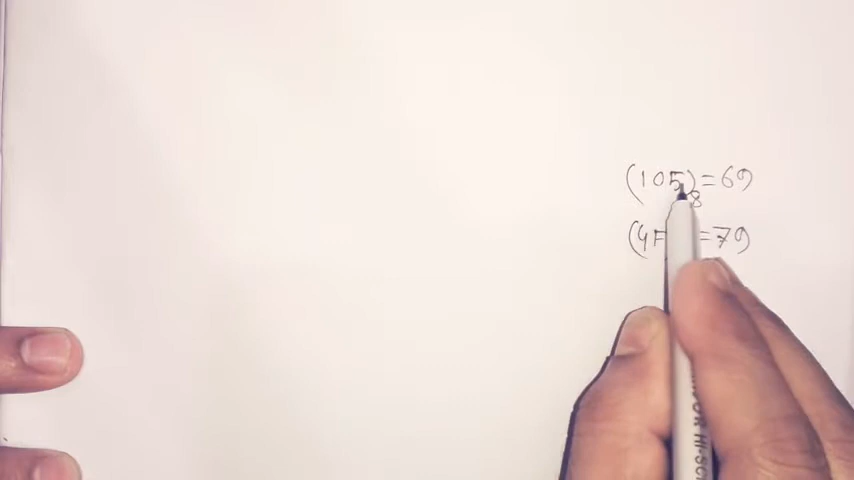 (105)₈ = 69
(4F = 79